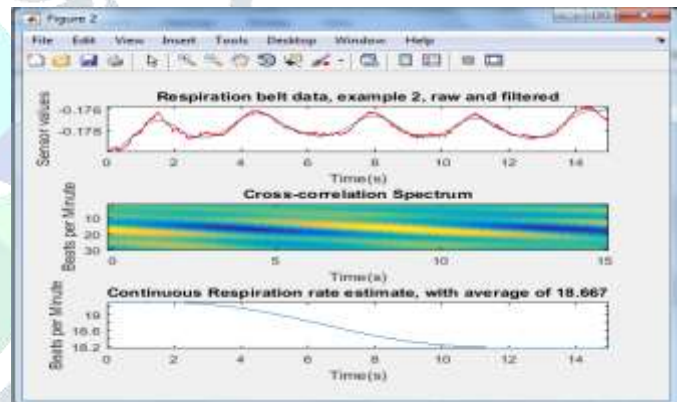 Figure 2
File Edit View Insert Tools Desktop Window Help
Respiration belt data, example 2, raw and filtered
Sensor values
-0.176
-0.178
0 2 4 6 8 10 12 14
Time(s)
Cross-correlation Spectrum
Beats per Minute
10
20
30
0 5 10 15
Time(s)
Continuous Respiration rate estimate, with average of 18.667
Beats per Minute
19
18.6
18.2
0 2 4 6 8 10 12 14
Time(s)